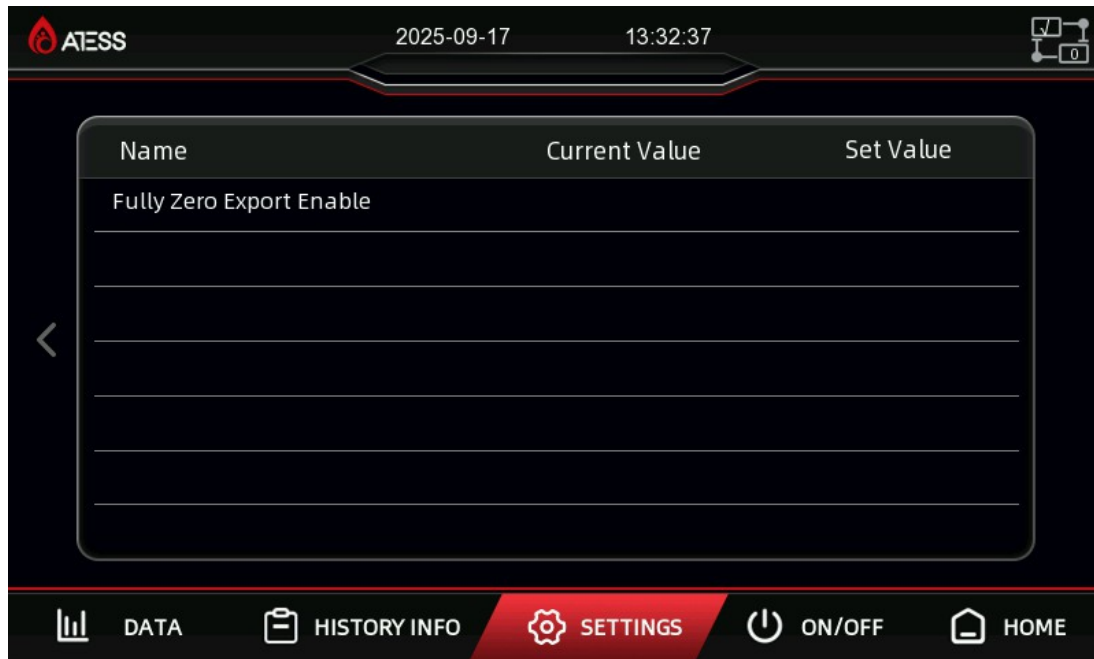 ATESS 2025-09-17 13:32:37
√
0
Name Current Value Set Value
Fully Zero Export Enable
DATA HISTORY INFO SETTINGS ON/OFF HOME